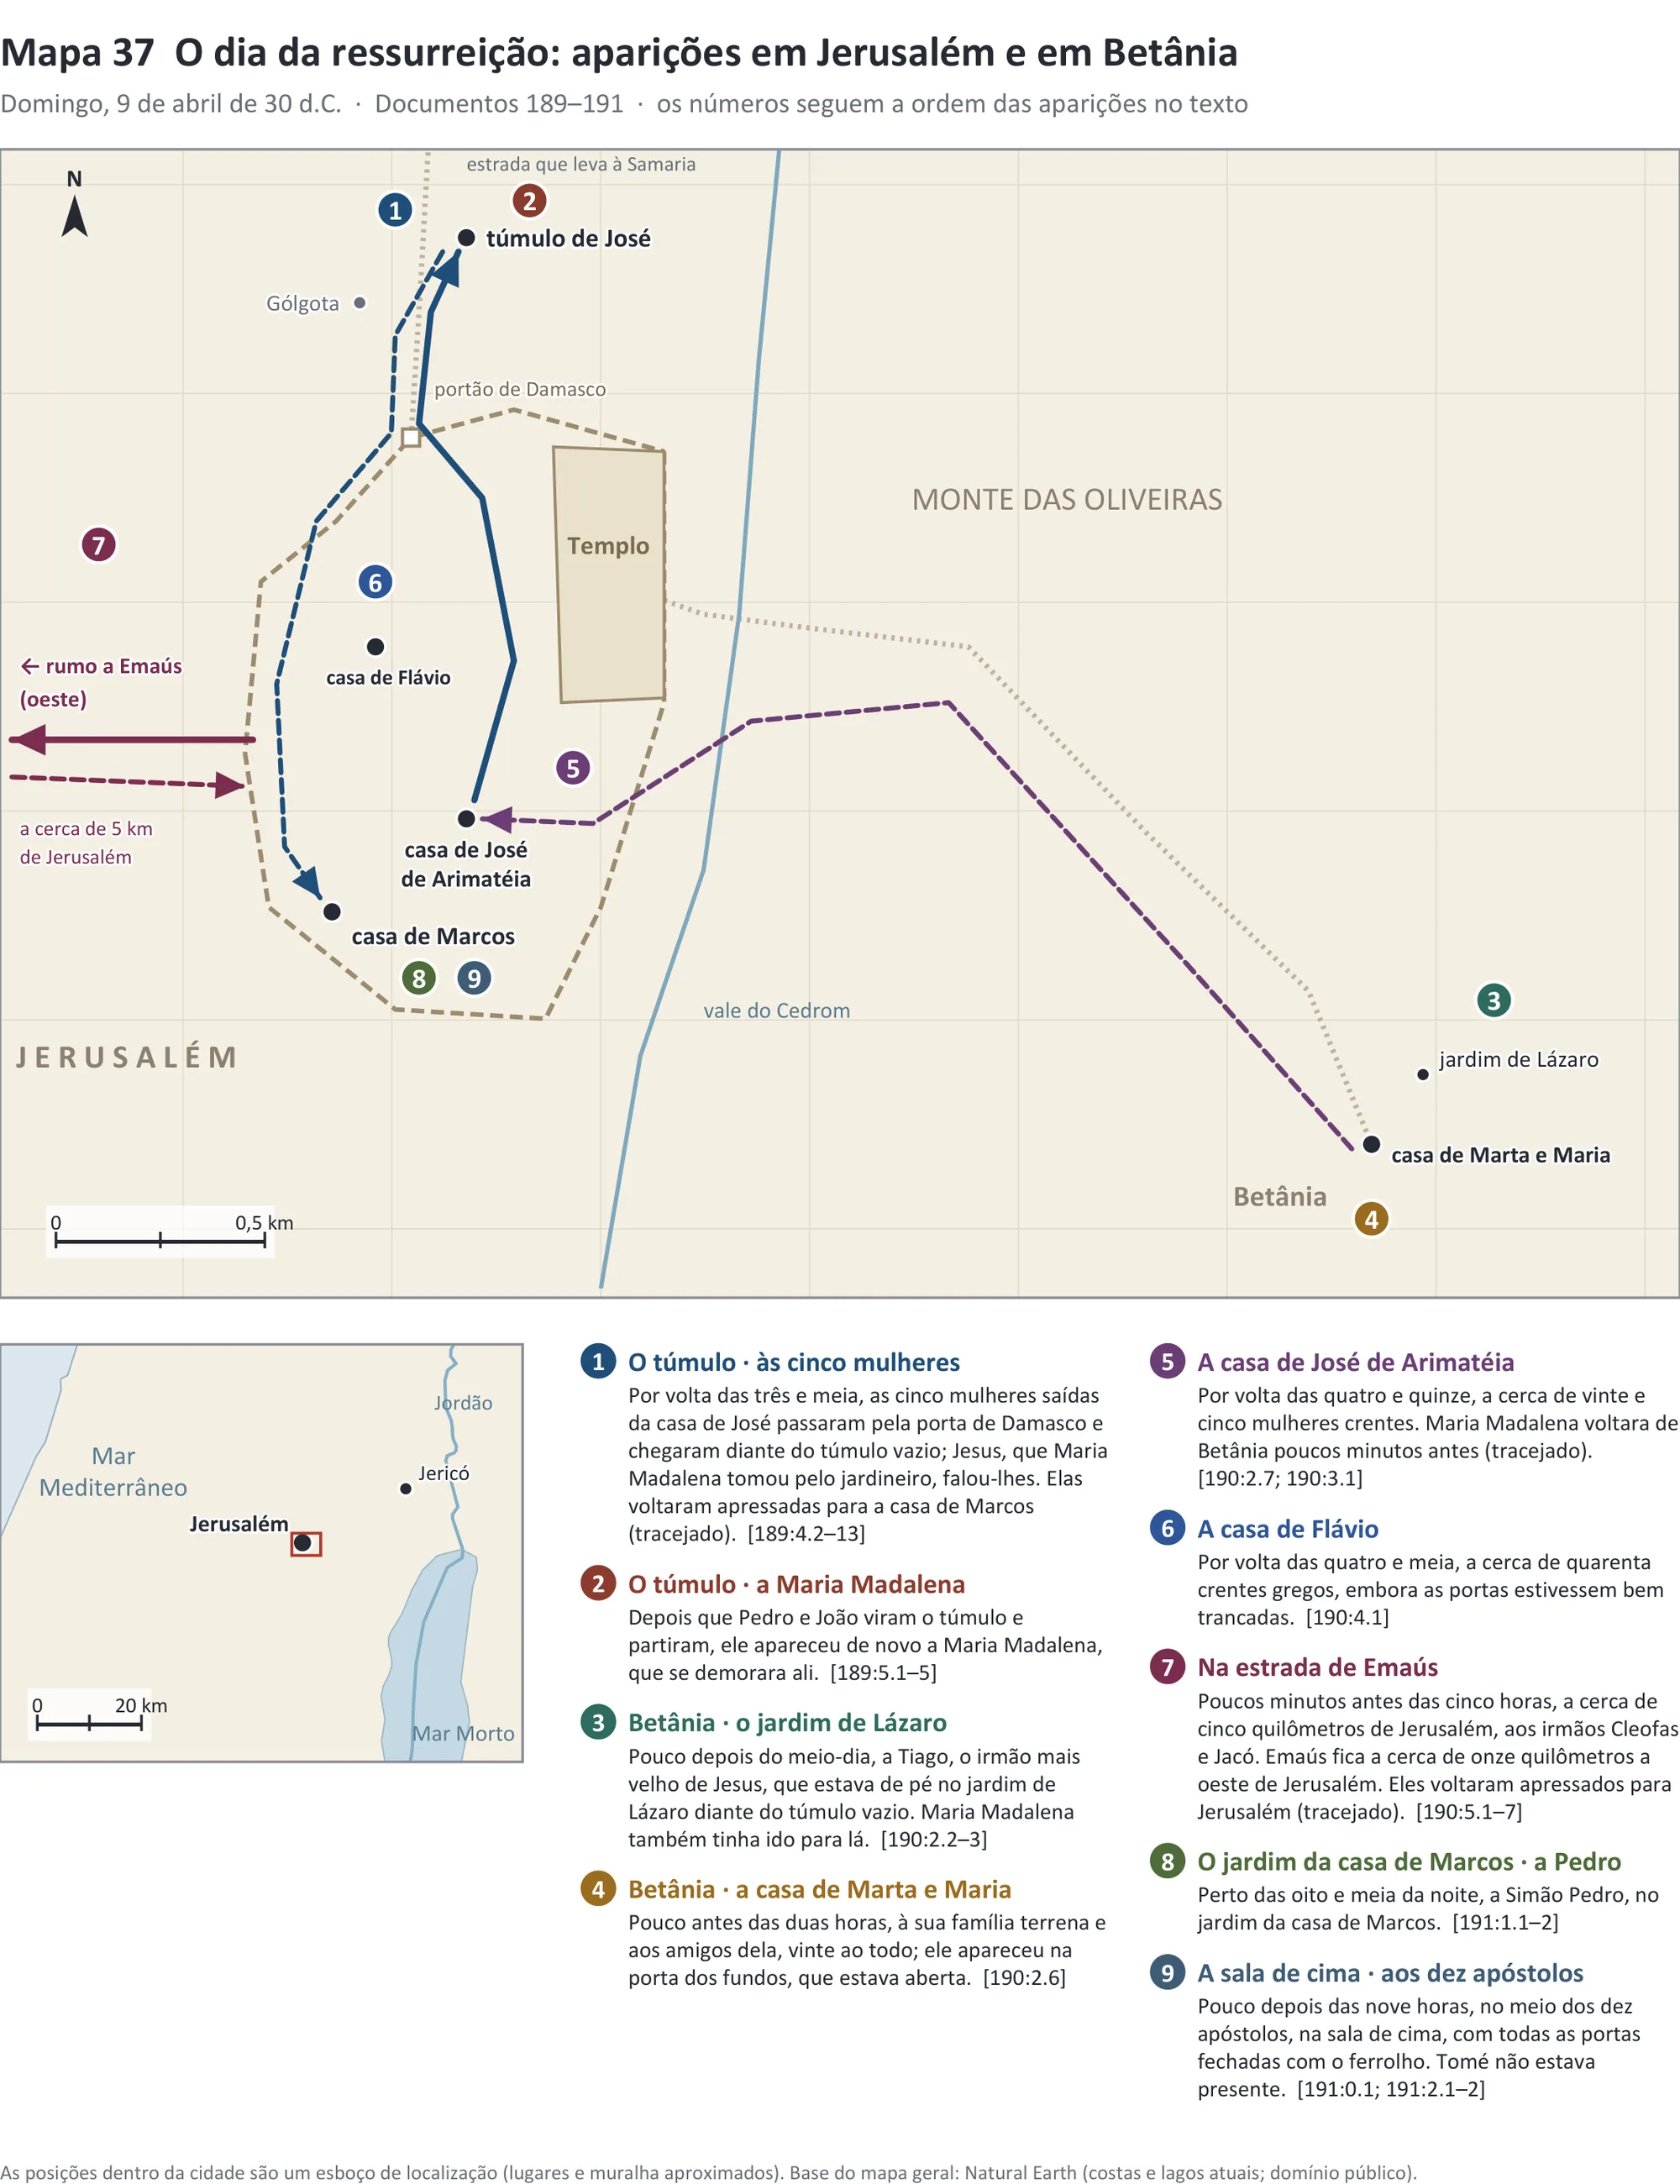 Mapa 37  O dia da ressurreição: aparições em Jerusalém e em Betânia
Domingo, 9 de abril de 30 d.C.  ·  Documentos 189–191  ·  os números seguem a ordem das aparições no texto
N
estrada que leva à Samaria
1
2
túmulo de José
Gólgota
portão de Damasco
MONTE DAS OLIVEIRAS
Templo
7
6
casa de Flávio
← rumo a Emaús
(oeste)
5
a cerca de 5 km
de Jerusalém
casa de José
de Arimatéia
casa de Marcos
8
9
vale do Cedrom
3
JERUSALÉM
jardim de Lázaro
casa de Marta e Maria
Betânia
4
0
0,5 km
Jordão
Mar
Mediterrâneo
Jericó
Jerusalém
0
20 km
Mar Morto
1
O túmulo · às cinco mulheres
Por volta das três e meia, as cinco mulheres saídas
da casa de José passaram pela porta de Damasco e
chegaram diante do túmulo vazio; Jesus, que Maria
Madalena tomou pelo jardineiro, falou-lhes. Elas
voltaram apressadas para a casa de Marcos
(tracejado).  [189:4.2–13]
2
O túmulo · a Maria Madalena
Depois que Pedro e João viram o túmulo e
partiram, ele apareceu de novo a Maria Madalena,
que se demorara ali.  [189:5.1–5]
3
Betânia · o jardim de Lázaro
Pouco depois do meio-dia, a Tiago, o irmão mais
velho de Jesus, que estava de pé no jardim de
Lázaro diante do túmulo vazio. Maria Madalena
também tinha ido para lá.  [190:2.2–3]
4
Betânia · a casa de Marta e Maria
Pouco antes das duas horas, à sua família terrena e
aos amigos dela, vinte ao todo; ele apareceu na
porta dos fundos, que estava aberta.  [190:2.6]
5
A casa de José de Arimatéia
Por volta das quatro e quinze, a cerca de vinte e
cinco mulheres crentes. Maria Madalena voltara de
Betânia poucos minutos antes (tracejado).
[190:2.7; 190:3.1]
6
A casa de Flávio
Por volta das quatro e meia, a cerca de quarenta
crentes gregos, embora as portas estivessem bem
trancadas.  [190:4.1]
7
Na estrada de Emaús
Poucos minutos antes das cinco horas, a cerca de
cinco quilômetros de Jerusalém, aos irmãos Cleofas
e Jacó. Emaús fica a cerca de onze quilômetros a
oeste de Jerusalém. Eles voltaram apressados para
Jerusalém (tracejado).  [190:5.1–7]
8
O jardim da casa de Marcos · a Pedro
Perto das oito e meia da noite, a Simão Pedro, no
jardim da casa de Marcos.  [191:1.1–2]
9
A sala de cima · aos dez apóstolos
Pouco depois das nove horas, no meio dos dez
apóstolos, na sala de cima, com todas as portas
fechadas com o ferrolho. Tomé não estava
presente.  [191:0.1; 191:2.1–2]
As posições dentro da cidade são um esboço de localização (lugares e muralha aproximados). Base do mapa geral: Natural Earth (costas e lagos atuais; domínio público).